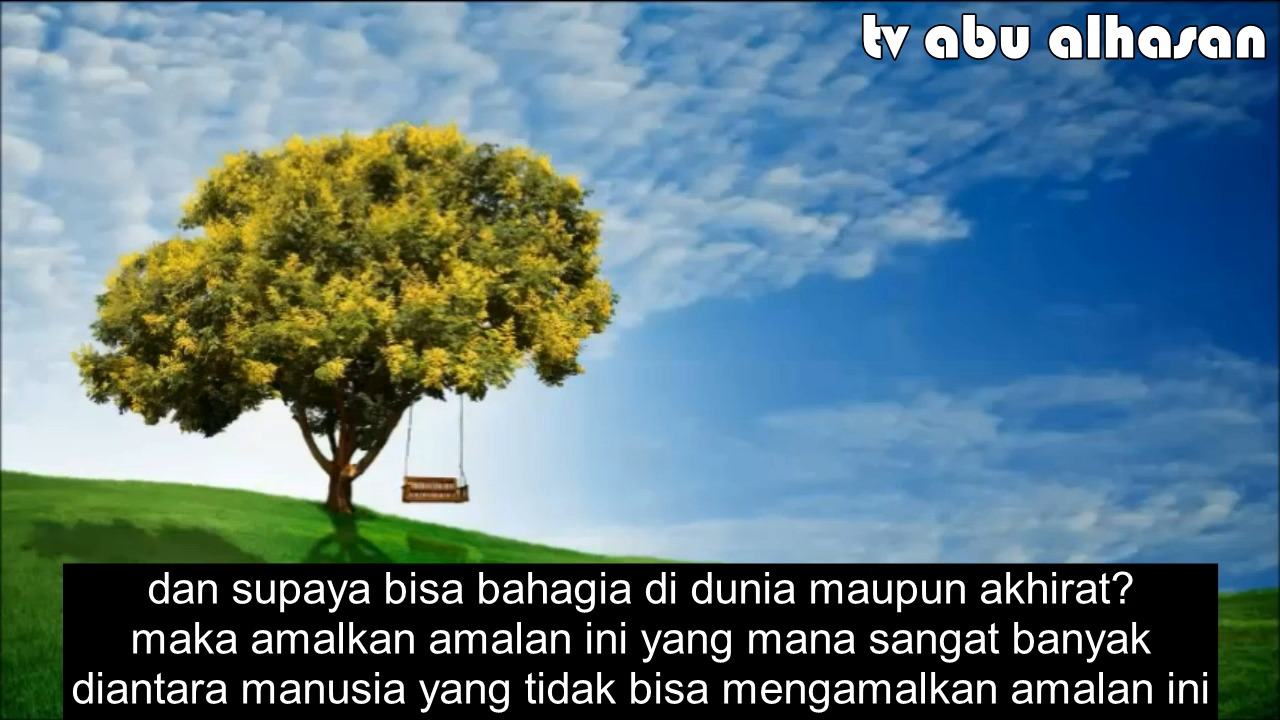 tv abu alhasan
dan supaya bisa bahagia di dunia maupun akhirat?
maka amalkan amalan ini yang mana sangat banyak
diantara manusia yang tidak bisa mengamalkan amalan ini